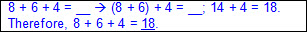 8 + 6 + 4 = __ → (8 + 6) + 4 = __; 14 + 4 = 18.
Therefore, 8 + 6 + 4 = 18.